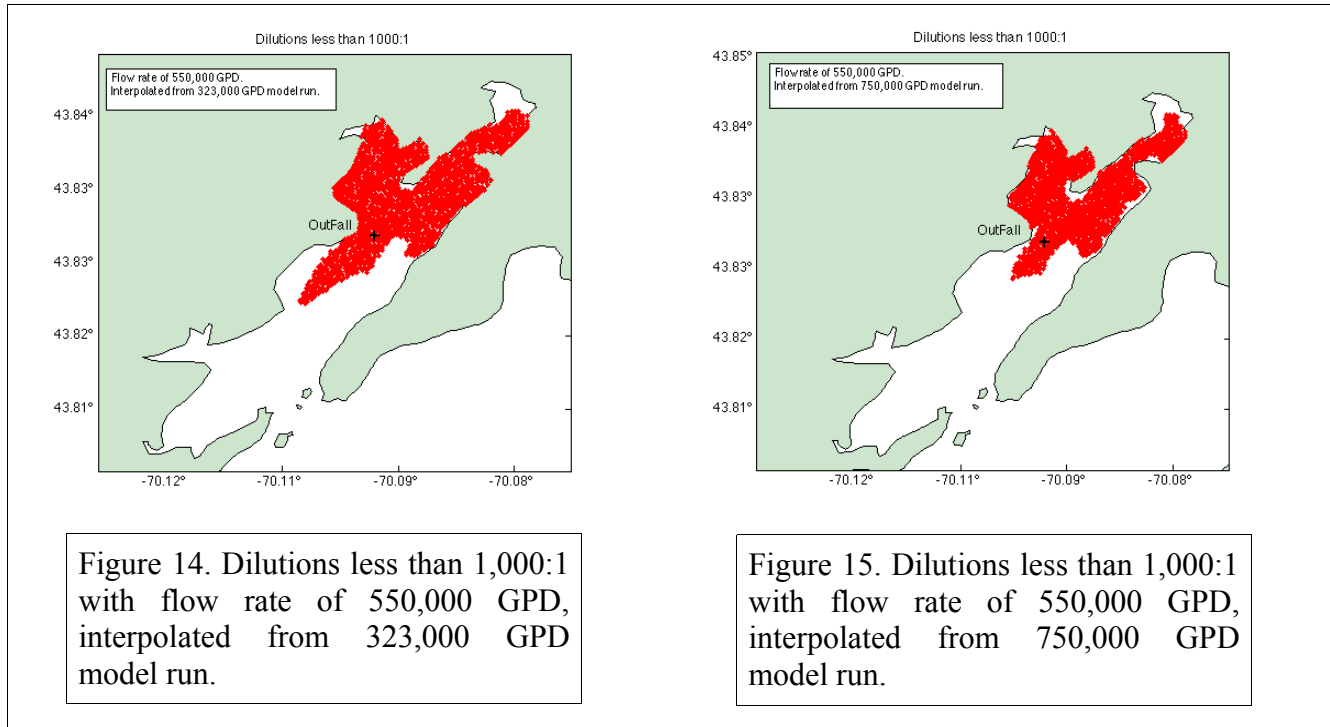 Dilutions less than 1000:1
Flow rate of 550,000 GPD.
Interpolated from 323,000 GPD model run.
43.84°
43.83°
OutFall
43.83°
43.82°
43.81°
-70.12°
-70.11°
-70.09°
-70.08°
Figure 14. Dilutions less than 1,000:1
with flow rate of 550,000 GPD,
interpolated from 323,000 GPD
model run.
Dilutions less than 1000:1
43.85°
Flow rate of 550,000 GPD.
Interpolated from 750,000 GPD model run.
43.84°
43.83°
OutFall
43.83°
43.82°
43.81°
-70.12°
-70.11°
-70.09°
-70.08°
Figure 15. Dilutions less than 1,000:1
with flow rate of 550,000 GPD,
interpolated from 750,000 GPD
model run.